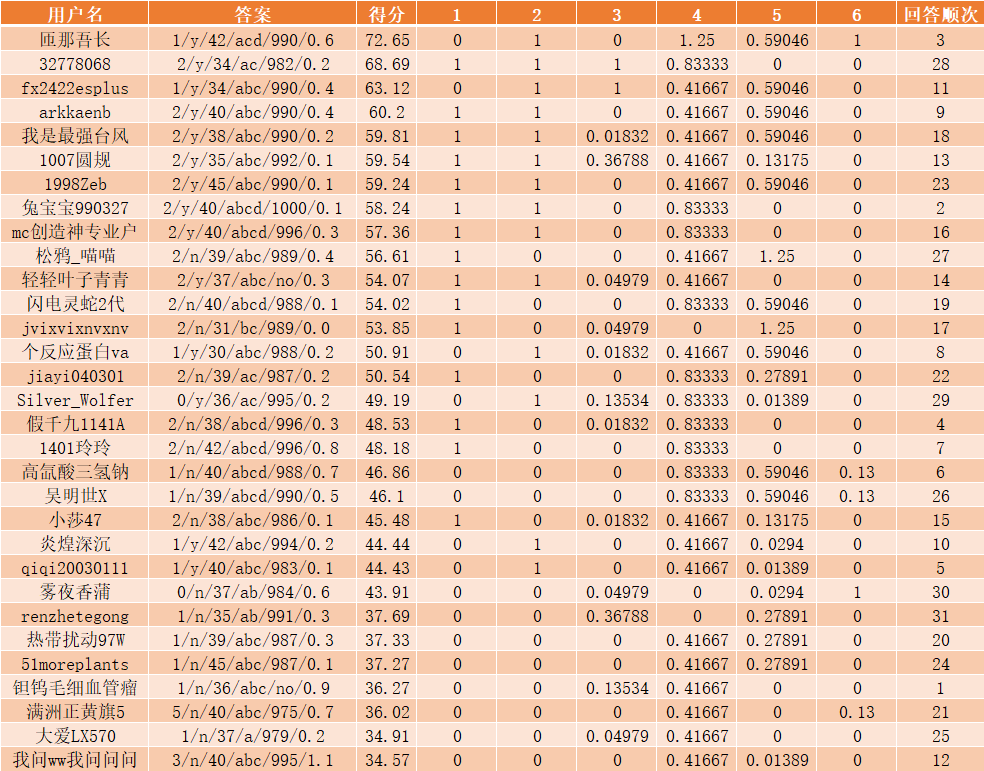 用户名 答案 得分 1 2 3 4 5 6 回答顺次
匝那吾长 1/y/42/acd/990/0.6 72.65 0 1 0 1.25 0.59046 1 3
32778068 2/y/34/ac/982/0.2 68.69 1 1 1 0.83333 0 0 28
fx2422esplus 1/y/34/abc/990/0.4 63.12 0 1 1 0.41667 0.59046 0 11
arkkaenb 2/y/40/abc/990/0.4 60.2 1 1 0 0.41667 0.59046 0 9
我是最强台风 2/y/38/abc/990/0.2 59.81 1 1 0.01832 0.41667 0.59046 0 18
1007圆规 2/y/35/abc/992/0.1 59.54 1 1 0.36788 0.41667 0.13175 0 13
1998Zeb 2/y/45/abc/990/0.1 59.24 1 1 0 0.41667 0.59046 0 23
兔宝宝990327 2/y/40/abcd/1000/0.1 58.24 1 1 0 0.83333 0 0 2
mc创造神专业户 2/y/40/abcd/996/0.3 57.36 1 1 0 0.83333 0 0 16
松鸦_喵喵 2/n/39/abc/989/0.4 56.61 1 0 0 0.41667 1.25 0 27
轻轻叶子青青 2/y/37/abc/no/0.3 54.07 1 1 0.04979 0.41667 0 0 14
闪电灵蛇2代 2/n/40/abcd/988/0.1 54.02 1 0 0 0.83333 0.59046 0 19
jvixvixnvxnv 2/n/31/bc/989/0.0 53.85 1 0 0.04979 0 1.25 0 17
个反应蛋白va 1/y/30/abc/988/0.2 50.91 0 1 0.01832 0.41667 0.59046 0 8
jiayi040301 2/n/39/ac/987/0.2 50.54 1 0 0 0.83333 0.27891 0 22
Silver_Wolfer 0/y/36/ac/995/0.2 49.19 0 1 0.13534 0.83333 0.01389 0 29
假千九1141A 2/n/38/abcd/996/0.3 48.53 1 0 0.01832 0.83333 0 0 4
1401玲玲 2/n/42/abcd/996/0.8 48.18 1 0 0 0.83333 0 0 7
高氙酸三氢钠 1/n/40/abcd/988/0.7 46.86 0 0 0 0.83333 0.59046 0.13 6
吴明世X 1/n/39/abcd/990/0.5 46.1 0 0 0 0.83333 0.59046 0.13 26
小莎47 2/n/38/abc/986/0.1 45.48 1 0 0.01832 0.41667 0.13175 0 15
炎煌深沉 1/y/42/abc/994/0.2 44.44 0 1 0 0.41667 0.0294 0 10
qiqi20030111 1/y/40/abc/983/0.1 44.43 0 1 0 0.41667 0.01389 0 5
雾夜香蒲 0/n/37/ab/984/0.6 43.91 0 0 0.04979 0 0.0294 1 30
renzhetegong 1/n/35/ab/991/0.3 37.69 0 0 0.36788 0 0.27891 0 31
热带扰动97W 1/n/39/abc/987/0.3 37.33 0 0 0 0.41667 0.27891 0 20
51moreplants 1/n/45/abc/987/0.1 37.27 0 0 0 0.41667 0.27891 0 24
钽钨毛细血管瘤 1/n/36/abc/no/0.9 36.27 0 0 0.13534 0.41667 0 0 1
满洲正黄旗5 5/n/40/abc/975/0.7 36.02 0 0 0 0.41667 0 0.13 21
大爱LX570 1/n/37/a/979/0.2 34.91 0 0 0.04979 0.41667 0 0 25
我问ww我问问问 3/n/40/abc/995/1.1 34.57 0 0 0 0.41667 0.01389 0 12